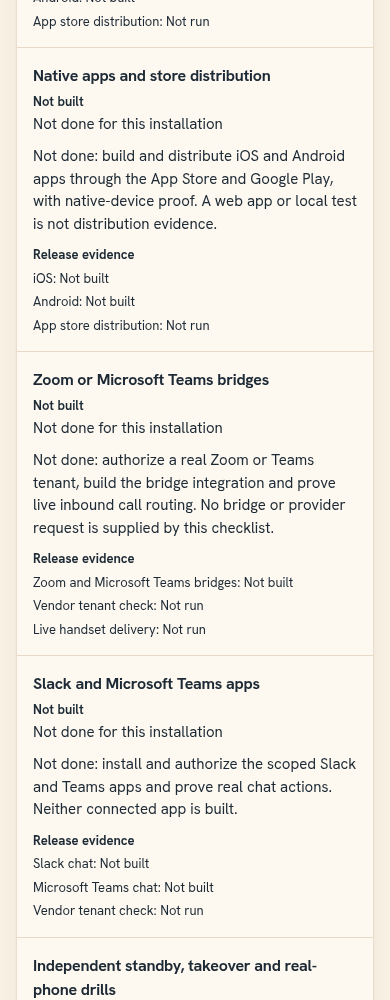 App store distribution: Not run
Native apps and store distribution
Not built
Not done for this installation
Not done: build and distribute iOS and Android
apps through the App Store and Google Play,
with native-device proof. A web app or local test
is not distribution evidence.
Release evidence
iOS: Not built
Android: Not built
App store distribution: Not run
Zoom or Microsoft Teams bridges
Not built
Not done for this installation
Not done: authorize a real Zoom or Teams
tenant, build the bridge integration and prove
live inbound call routing. No bridge or provider
request is supplied by this checklist.
Release evidence
Zoom and Microsoft Teams bridges: Not built
Vendor tenant check: Not run
Live handset delivery: Not run
Slack and Microsoft Teams apps
Not built
Not done for this installation
Not done: install and authorize the scoped Slack
and Teams apps and prove real chat actions.
Neither connected app is built.
Release evidence
Slack chat: Not built
Microsoft Teams chat: Not built
Vendor tenant check: Not run
Independent standby, takeover and real-
phone drills